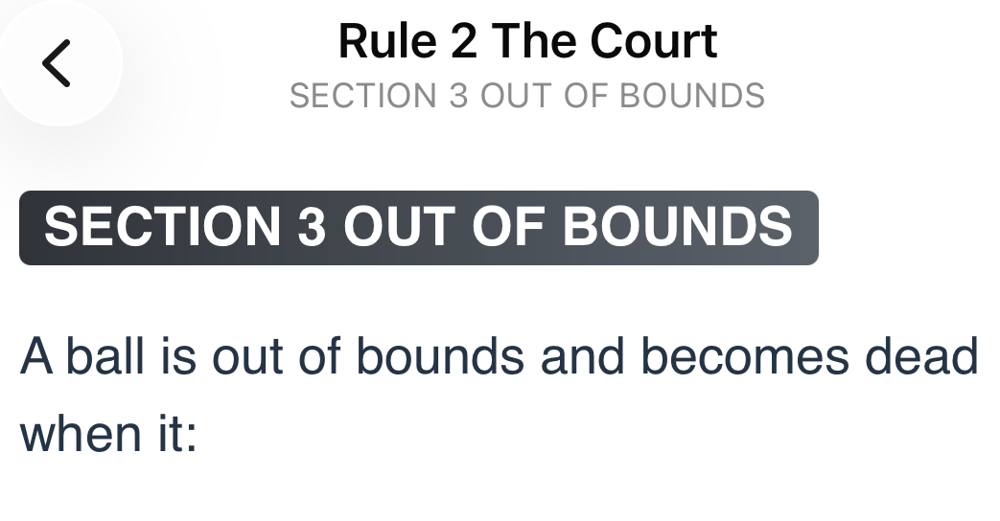 Rule 2 The Court
SECTION 3 OUT OF BOUNDS
SECTION 3 OUT OF BOUNDS
A ball is out of bounds and becomes dead
when it: